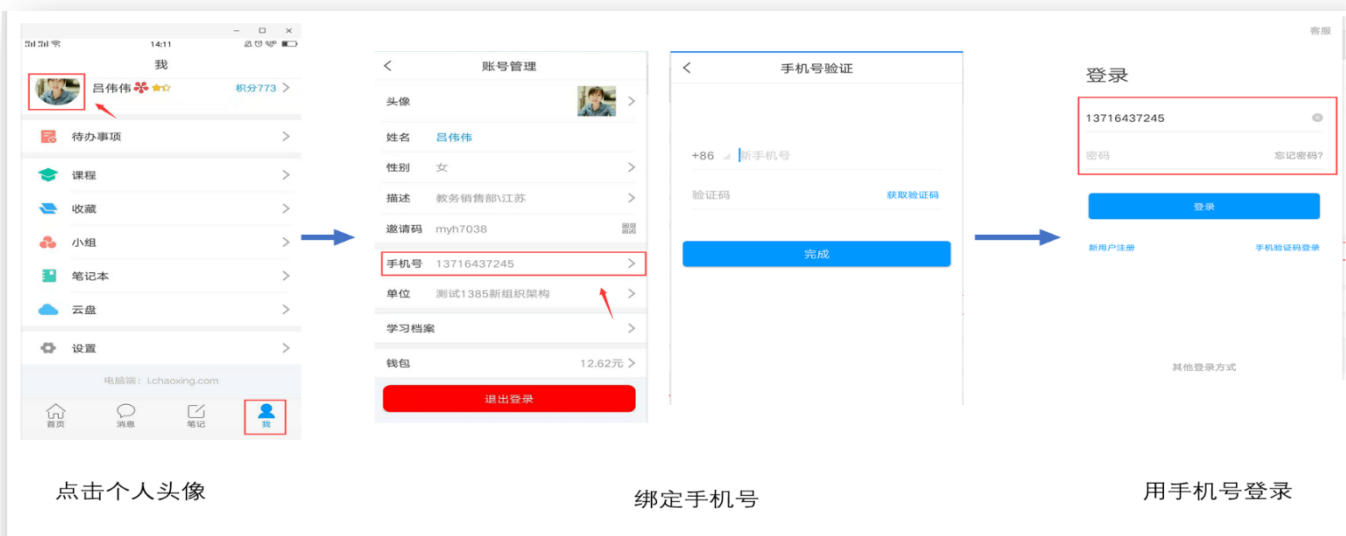 14:11
我
吕伟伟
积分773
待办事项
课程
收藏
小组
笔记本
云盘
设置
电脑端：i.chaoxing.com
首页
消息
笔记
我
点击个人头像
账号管理
头像
姓名 吕伟伟
性别 女
描述 教务销售部\江苏
邀请码 myh7038
手机号 13716437245
单位 测试1385新组织架构
学习档案
钱包 12.62元
退出登录
手机号验证
+86 新手机号
验证码 获取验证码
完成
绑定手机号
客服
登录
13716437245
密码 忘记密码?
登录
新用户注册 手机验证码登录
其他登录方式
用手机号登录